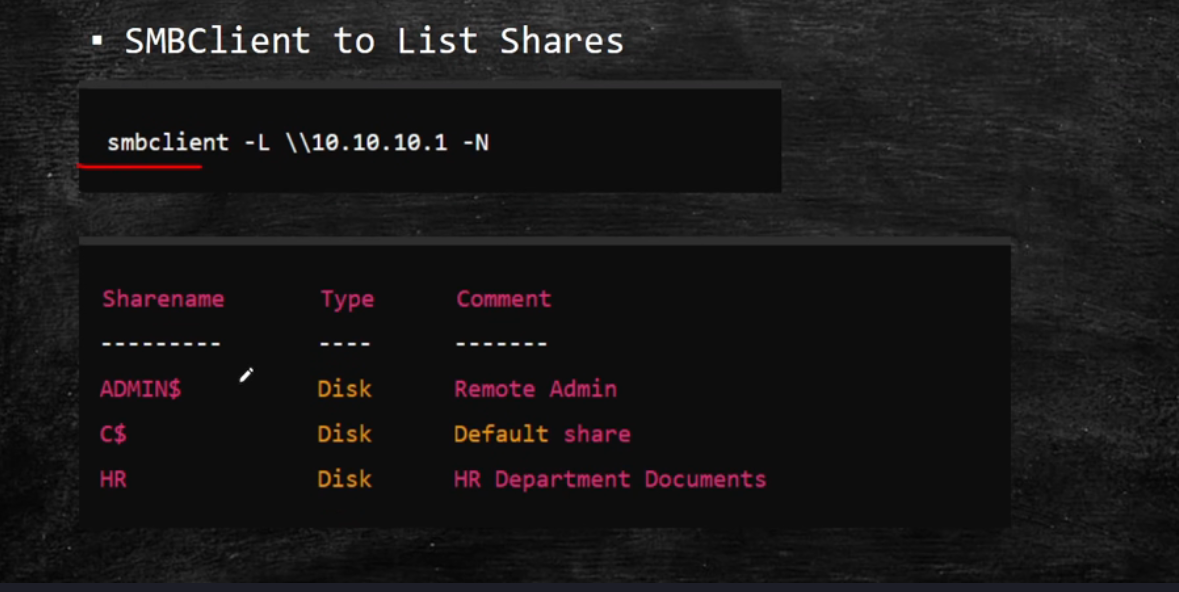 ▪ SMBClient to List Shares
smbclient -L \\10.10.10.1 -N
Sharename Type Comment
--------- ---- -------
ADMIN$ Disk Remote Admin
C$ Disk Default share
HR Disk HR Department Documents